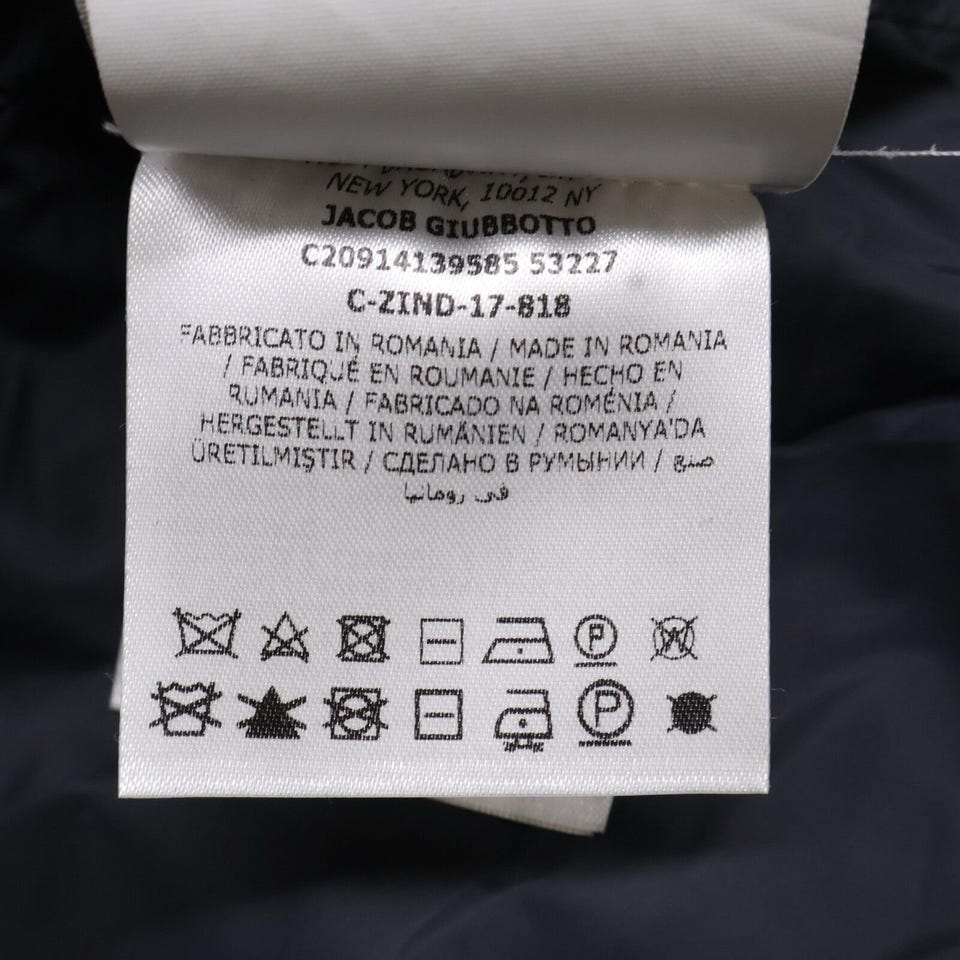 NEW YORK, 10012 NY
JACOB GIUBBOTTO
C20914139585 53227
C-ZIND-17-818
FABBRICATO IN ROMANIA / MADE IN ROMANIA
/ FABRIQUÉ EN ROUMANIE / HECHO EN
RUMANIA / FABRICADO NA ROMÉNIA /
HERGESTELLT IN RUMÄNIEN / ROMANYA'DA
ÜRETILMIŞTIR / СДЕЛАНО В РУМЫНИИ / صنع
في رومانيا
P W
P